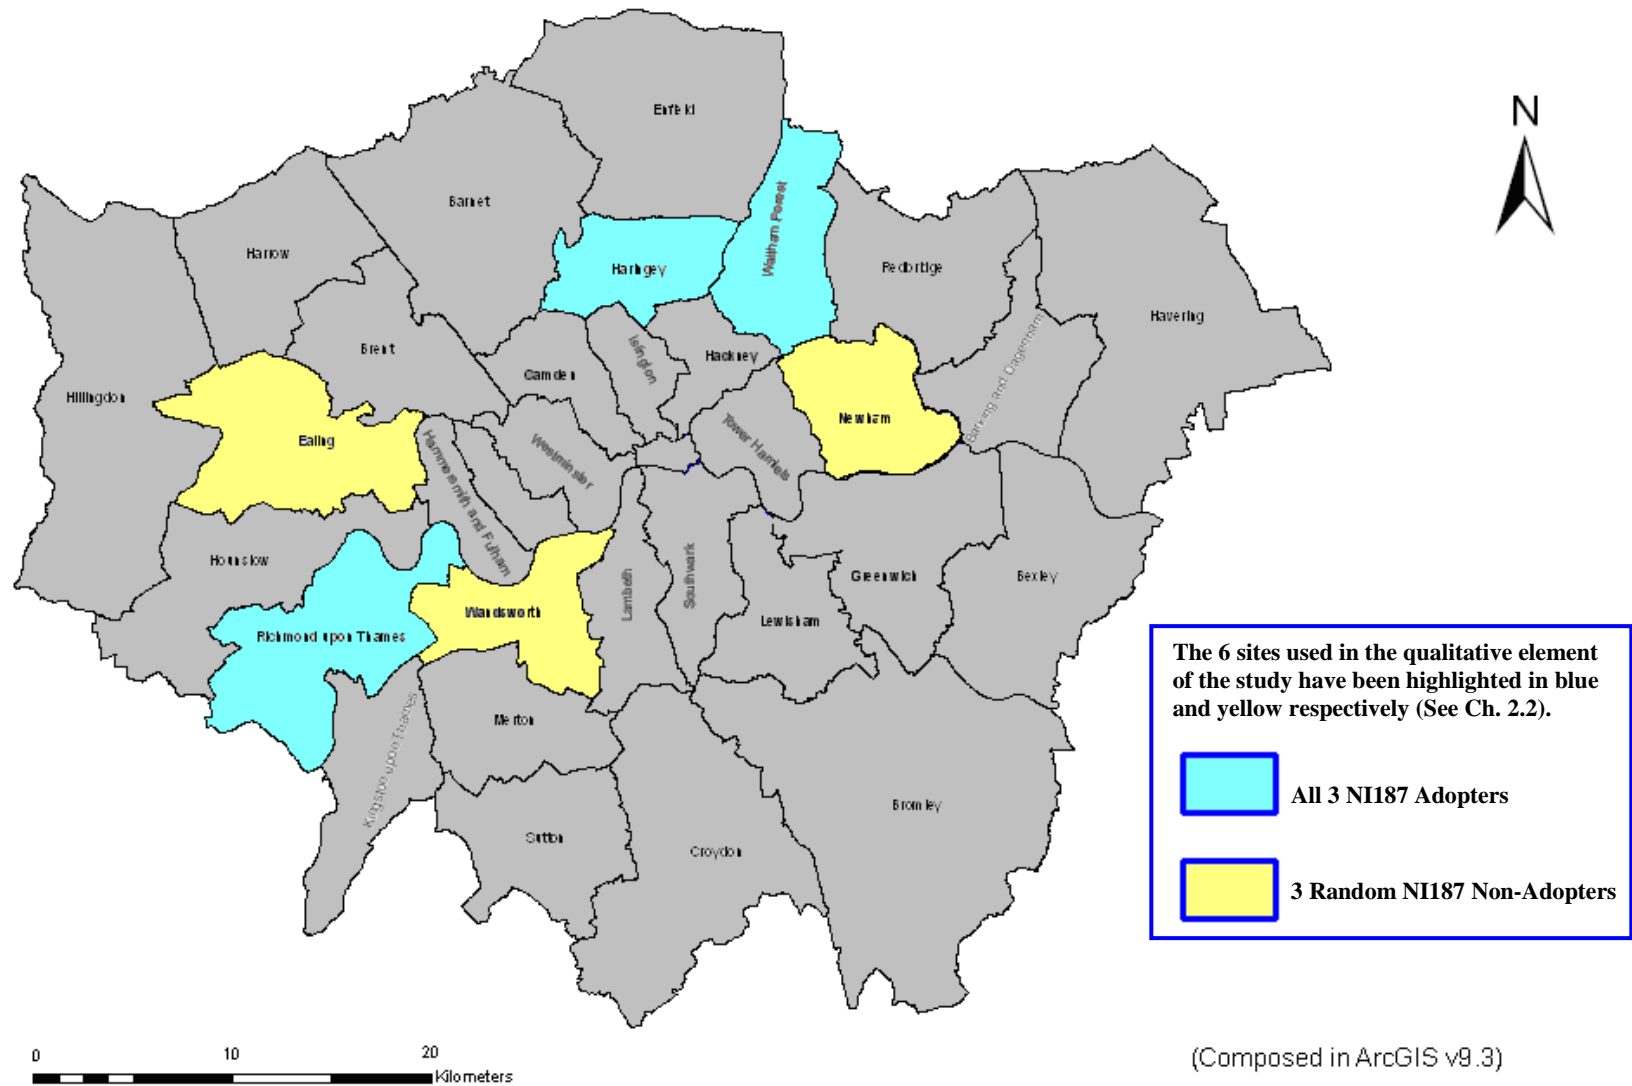 N
Enfield
Barnet
Waltham Forest
Harrow
Haringey
Redbridge
Havering
Brent
Islington
Hackney
Camden
Barking and Dagenham
Hillingdon
Ealing
Newham
Hammersmith and Fulham
Westminster
Tower Hamlets
Hounslow
Lambeth
Southwark
Greenwich
Bexley
Wandsworth
Lewisham
Richmond upon Thames
Kingston upon Thames
Merton
Sutton
Croydon
Bromley
The 6 sites used in the qualitative element
of the study have been highlighted in blue
and yellow respectively (See Ch. 2.2).
All 3 NI187 Adopters
3 Random NI187 Non-Adopters
0 10 20
Kilometers
(Composed in ArcGIS v9.3)